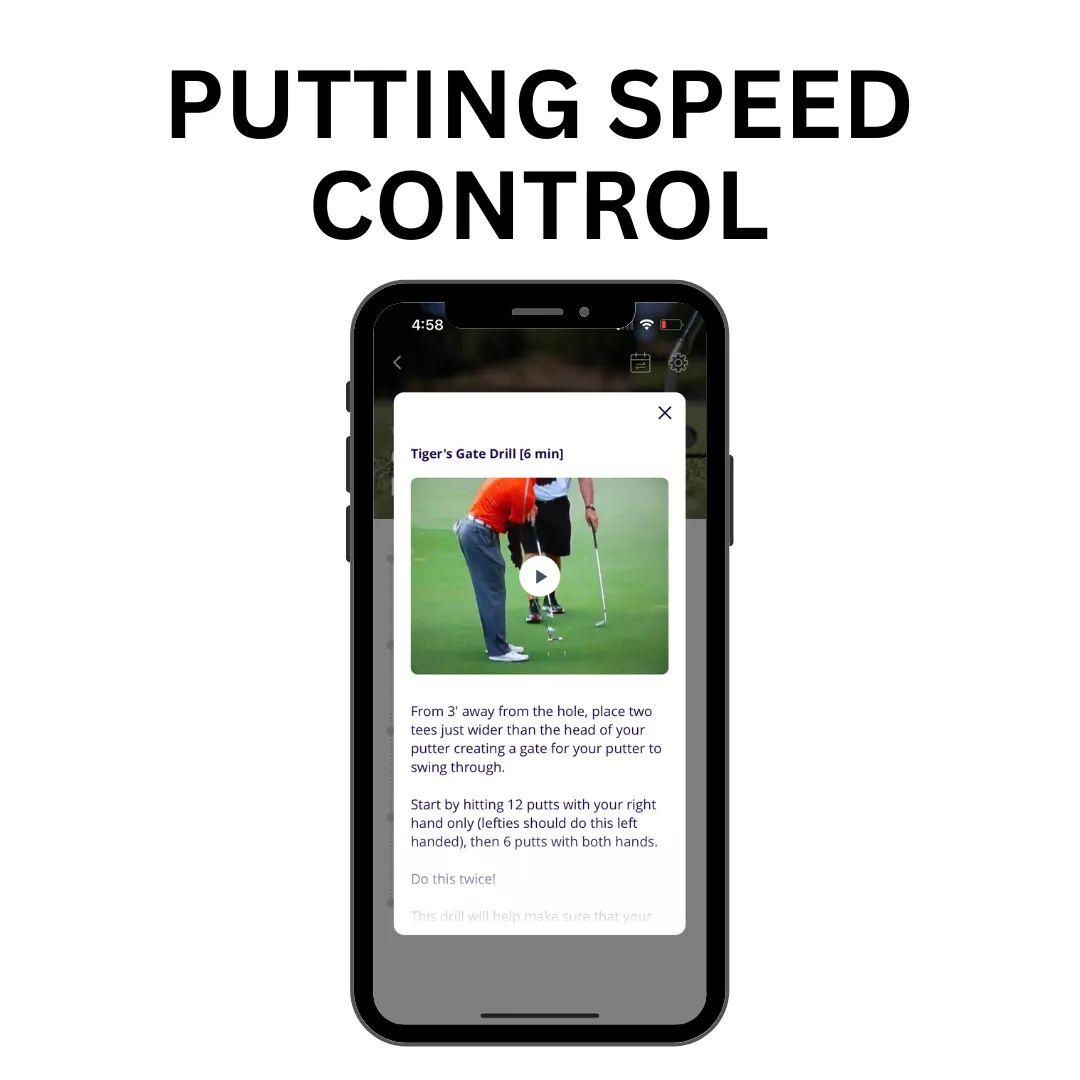 PUTTING SPEED
CONTROL
4:58
Tiger's Gate Drill [6 min]
From 3' away from the hole, place two
tees just wider than the head of your
putter creating a gate for your putter to
swing through.
Start by hitting 12 putts with your right
hand only (lefties should do this left
handed), then 6 putts with both hands.
Do this twice!
This drill will help make sure that your